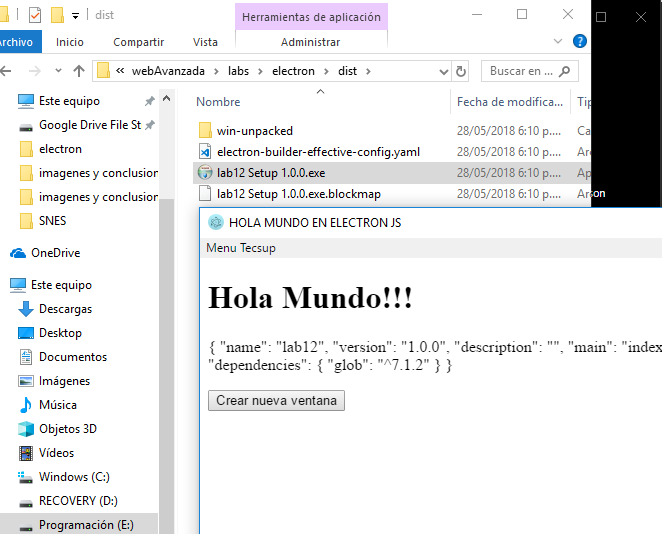 dist
Herramientas de aplicación
Archivo Inicio Compartir Vista Administrar
« webAvanzada > labs > electron > dist >
Buscar en ...
Este equipo
Google Drive File St
electron
imagenes y conclusion
imagenes y conclusion
SNES
OneDrive
Este equipo
Descargas
Desktop
Documentos
Imágenes
Música
Objetos 3D
Vídeos
Windows (C:)
RECOVERY (D:)
Programación (E:)
Nombre Fecha de modifica...
win-unpacked 28/05/2018 6:10 p....
electron-builder-effective-config.yaml 28/05/2018 6:10 p....
lab12 Setup 1.0.0.exe 28/05/2018 6:10 p....
lab12 Setup 1.0.0.exe.blockmap 28/05/2018 6:10 p....
HOLA MUNDO EN ELECTRON JS
Menu Tecsup
Hola Mundo!!!
{ "name": "lab12", "version": "1.0.0", "description": "", "main": "index
"dependencies": { "glob": "^7.1.2" } }
Crear nueva ventana